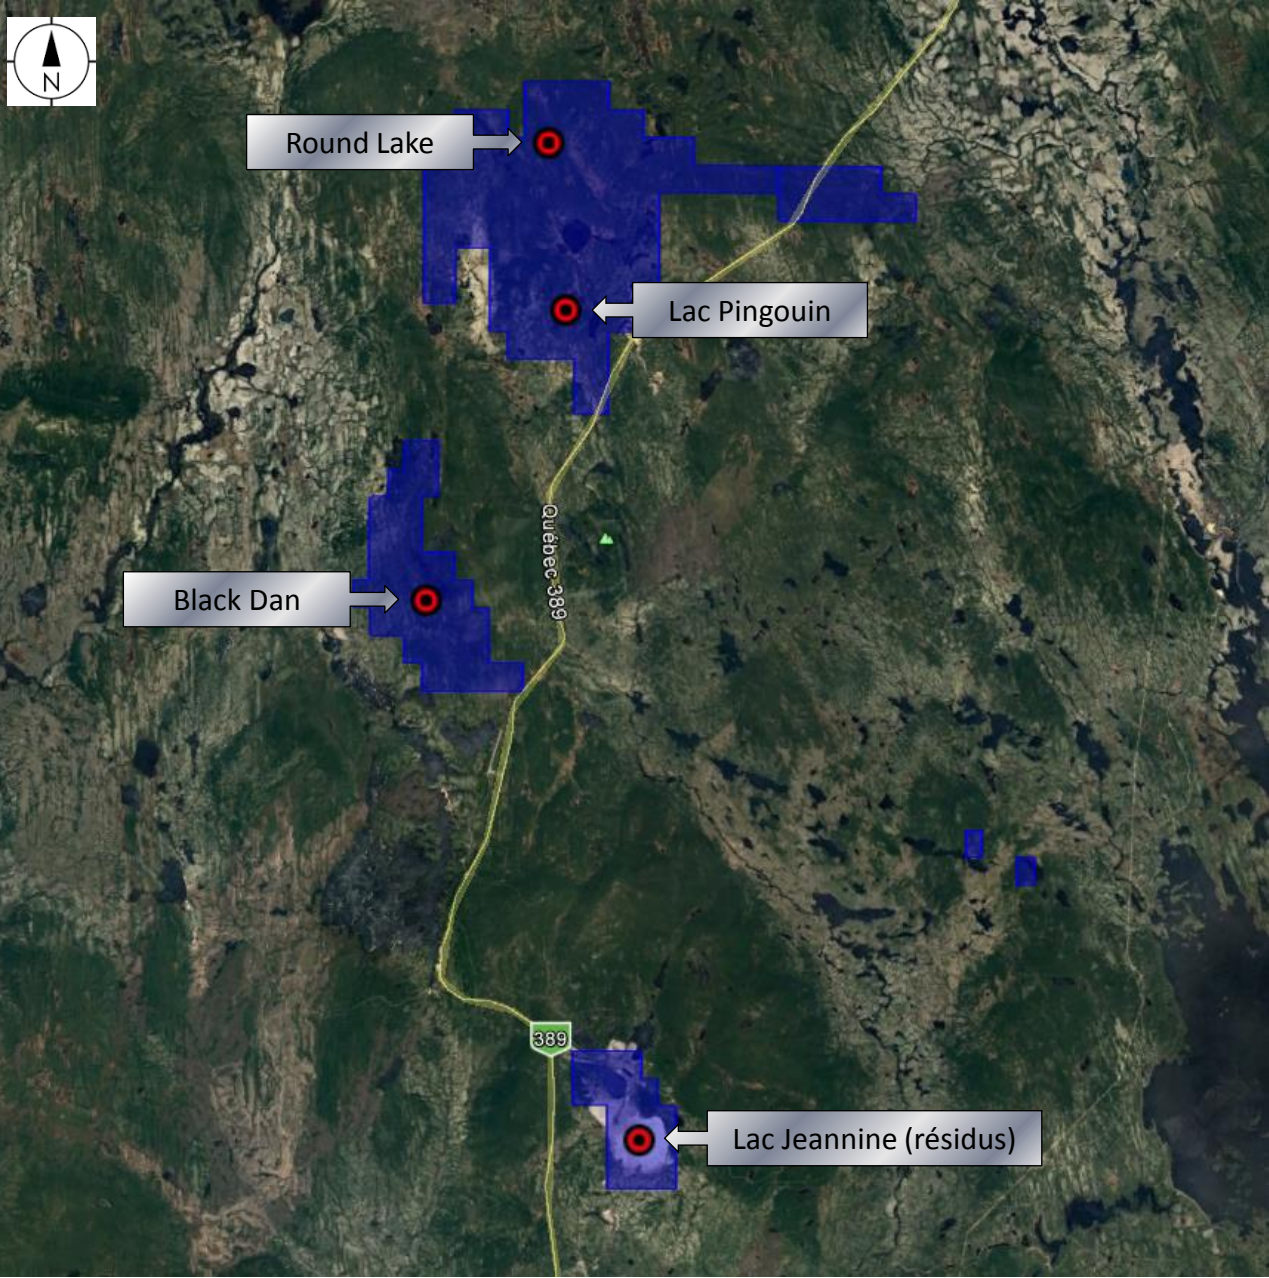 N
Round Lake
Lac Pingouin
Québec 389
Black Dan
389
Lac Jeannine (résidus)